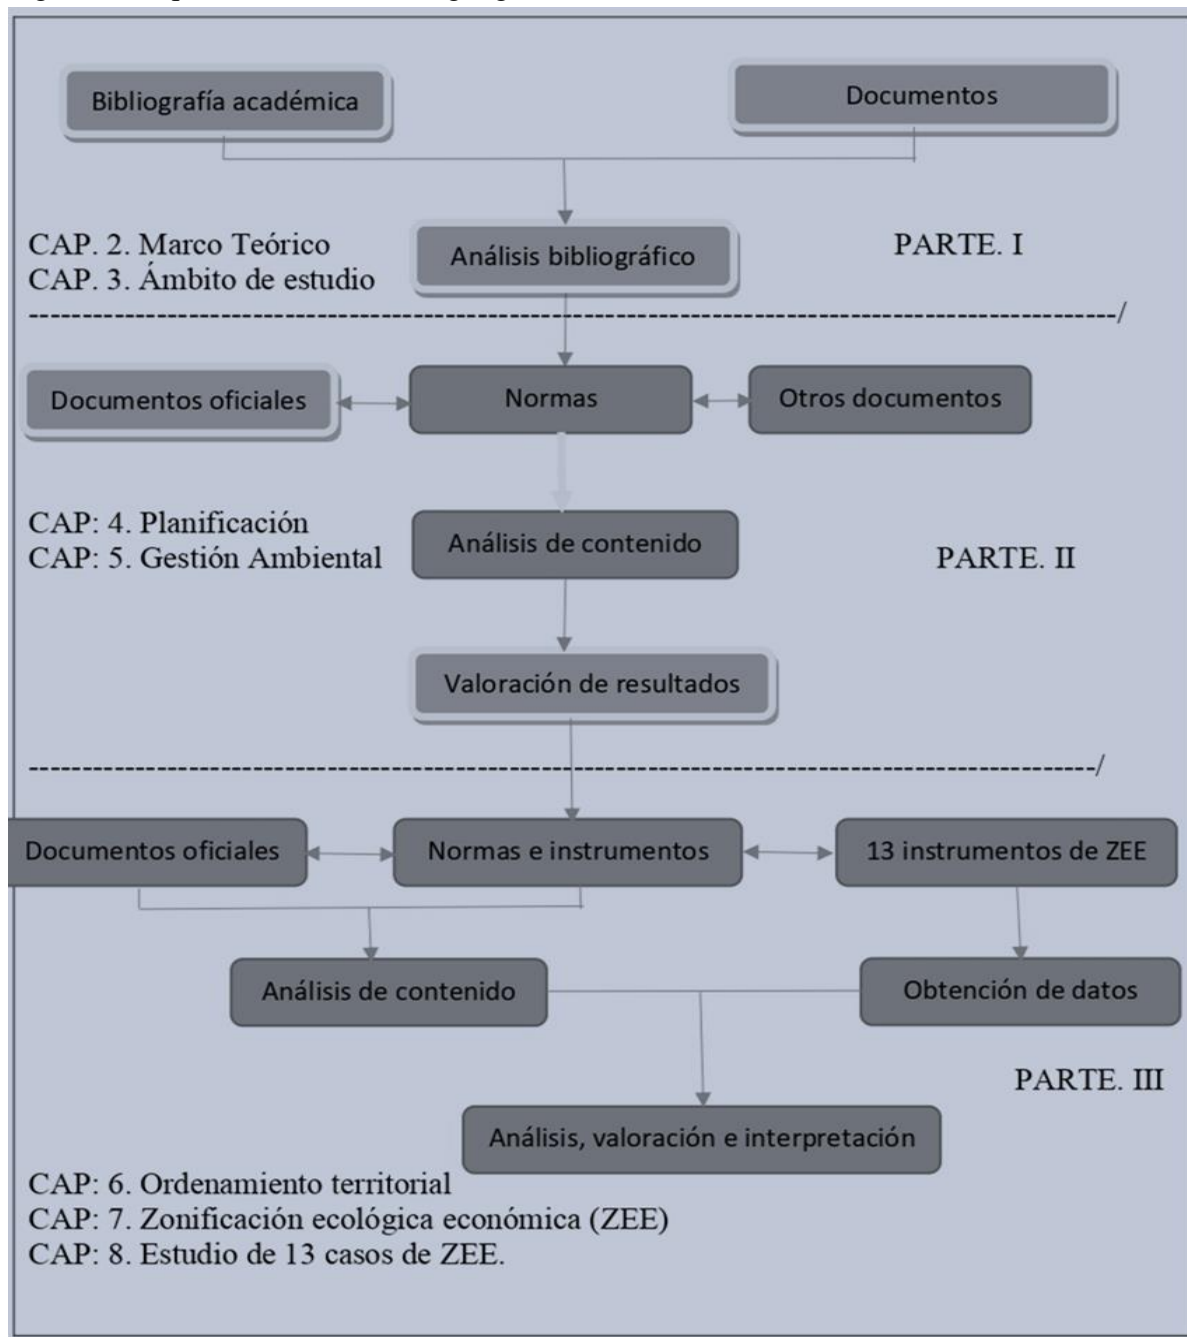 Bibliografía académica
Documentos
CAP. 2. Marco Teórico
CAP. 3. Ámbito de estudio
Análisis bibliográfico
PARTE. I
Documentos oficiales
Normas
Otros documentos
CAP: 4. Planificación
CAP: 5. Gestión Ambiental
Análisis de contenido
PARTE. II
Valoración de resultados
Documentos oficiales
Normas e instrumentos
13 instrumentos de ZEE
Análisis de contenido
Obtención de datos
PARTE. III
Análisis, valoración e interpretación
CAP: 6. Ordenamiento territorial
CAP: 7. Zonificación ecológica económica (ZEE)
CAP: 8. Estudio de 13 casos de ZEE.